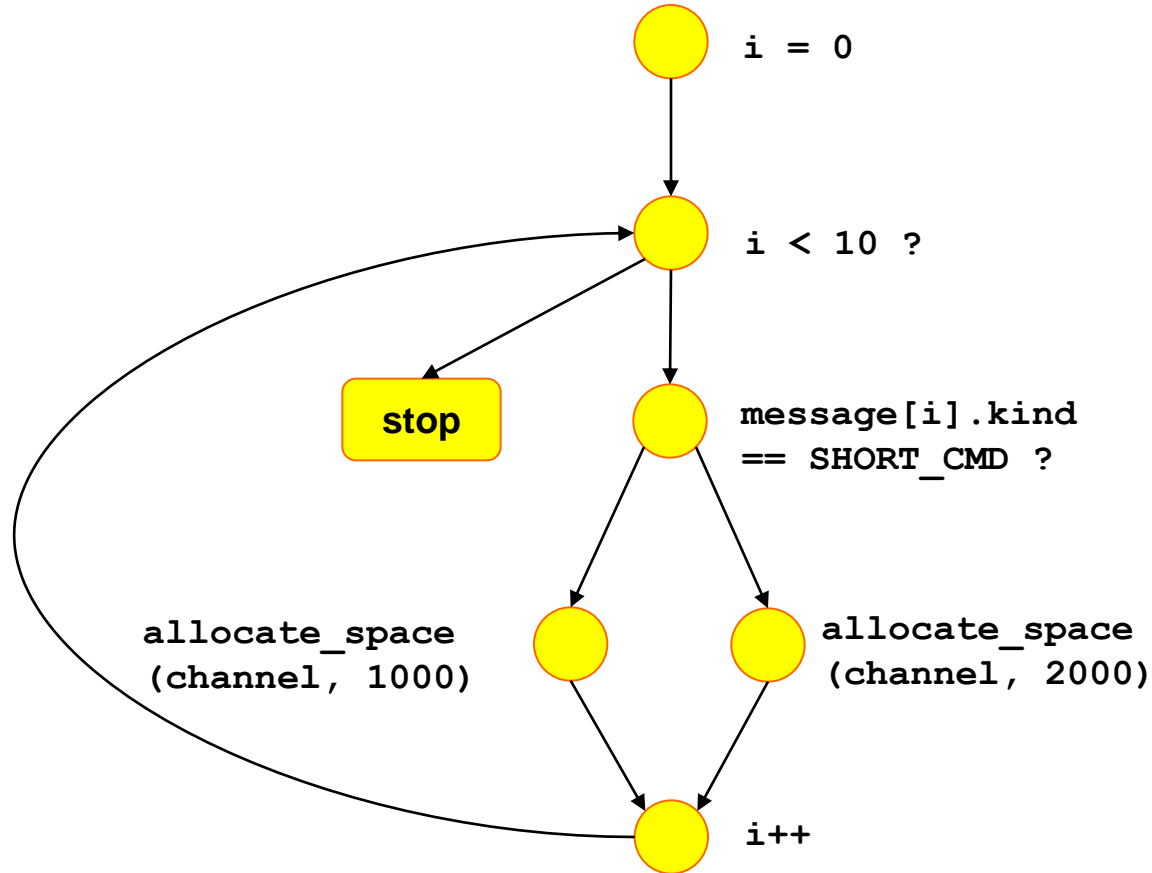 i = 0
i < 10 ?
stop
message[i].kind
== SHORT_CMD ?
allocate_space
(channel, 1000)
allocate_space
(channel, 2000)
i++